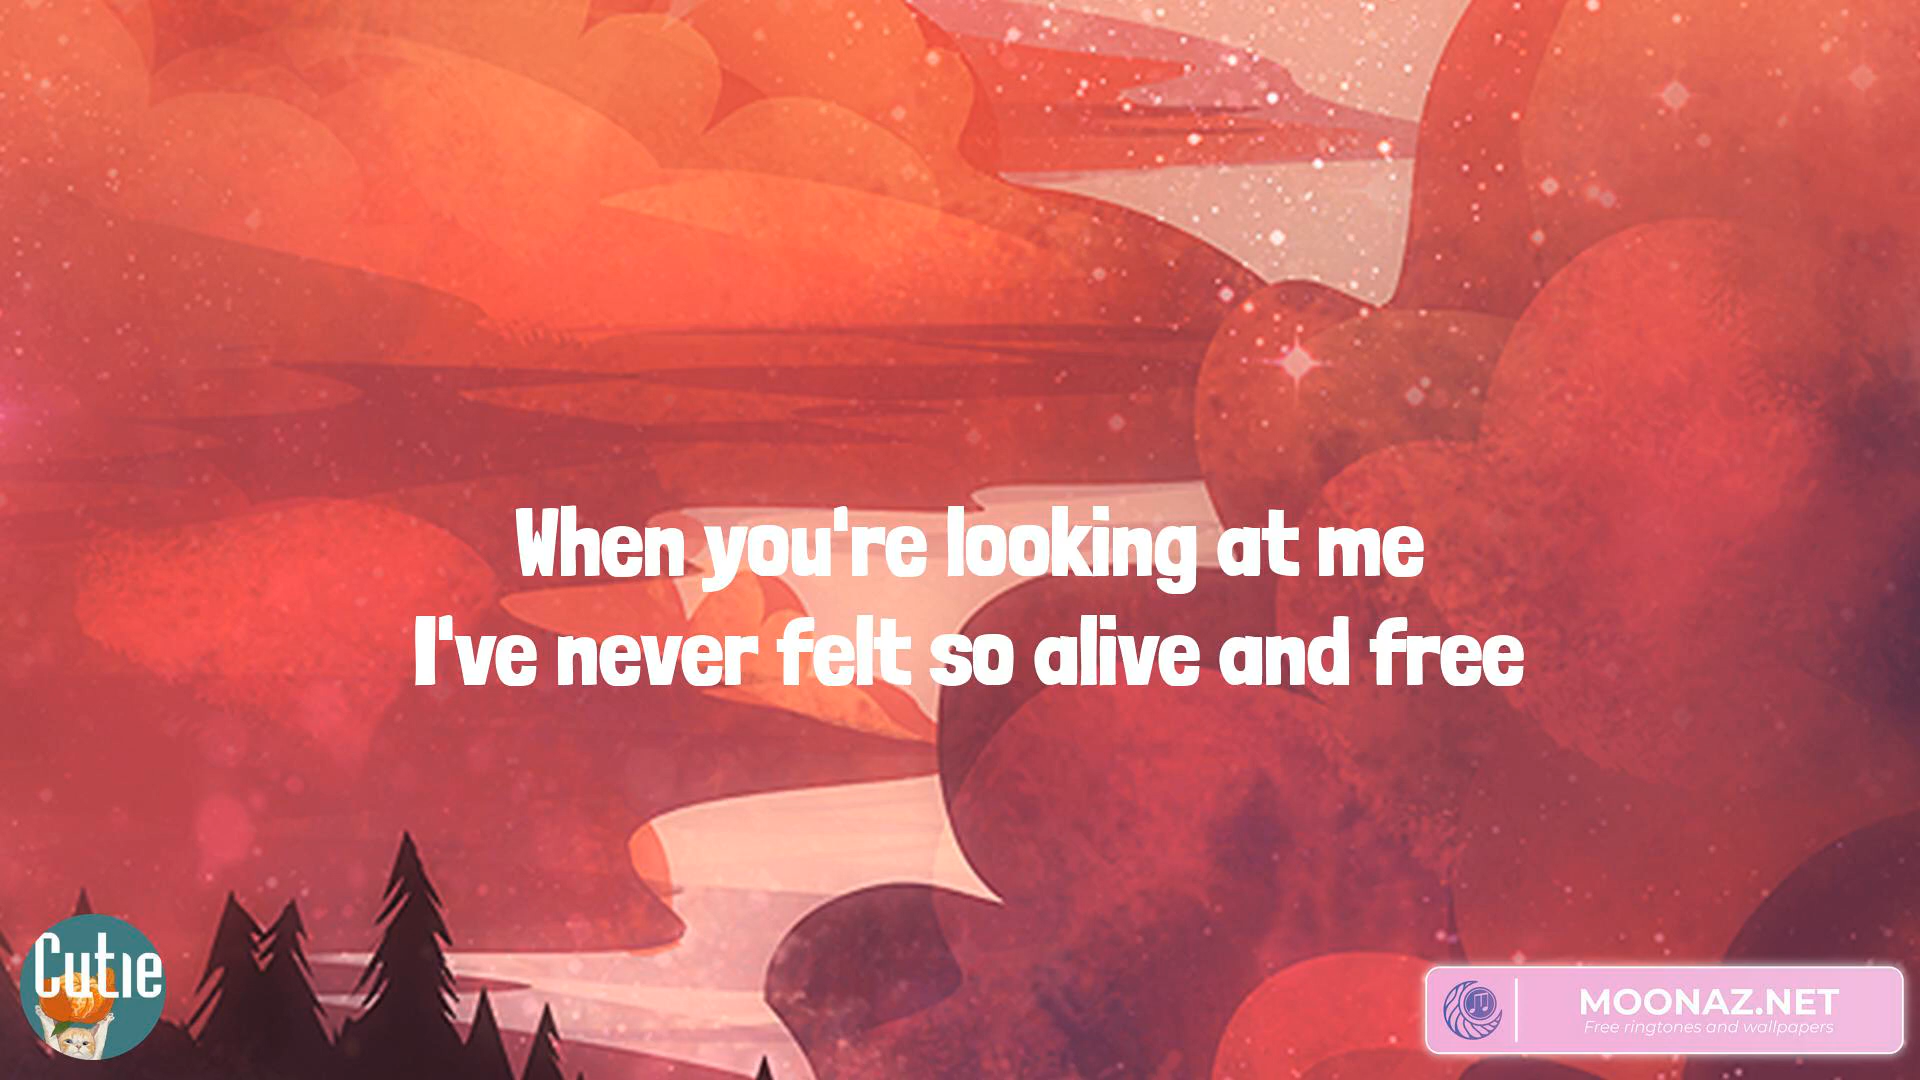 When you're looking at me
I've never felt so alive and free
Cutie
MOONAZ.NET
Free ringtones and wallpapers